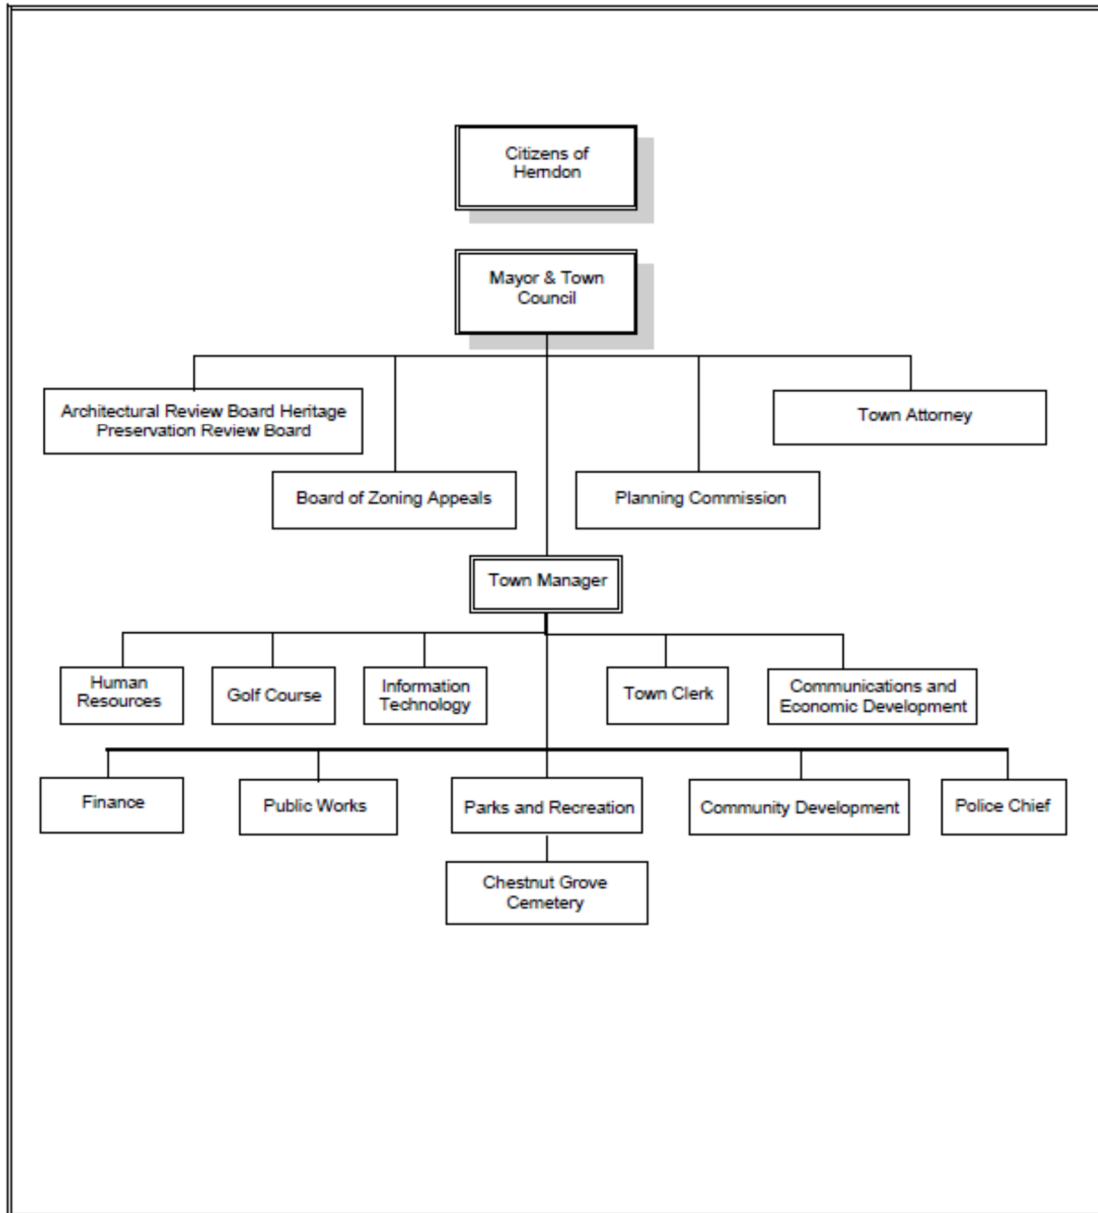 Citizens of
Herndon
Mayor & Town
Council
Architectural Review Board Heritage
Preservation Review Board
Town Attorney
Board of Zoning Appeals
Planning Commission
Town Manager
Human
Resources
Golf Course
Information
Technology
Town Clerk
Communications and
Economic Development
Finance
Public Works
Parks and Recreation
Community Development
Police Chief
Chestnut Grove
Cemetery